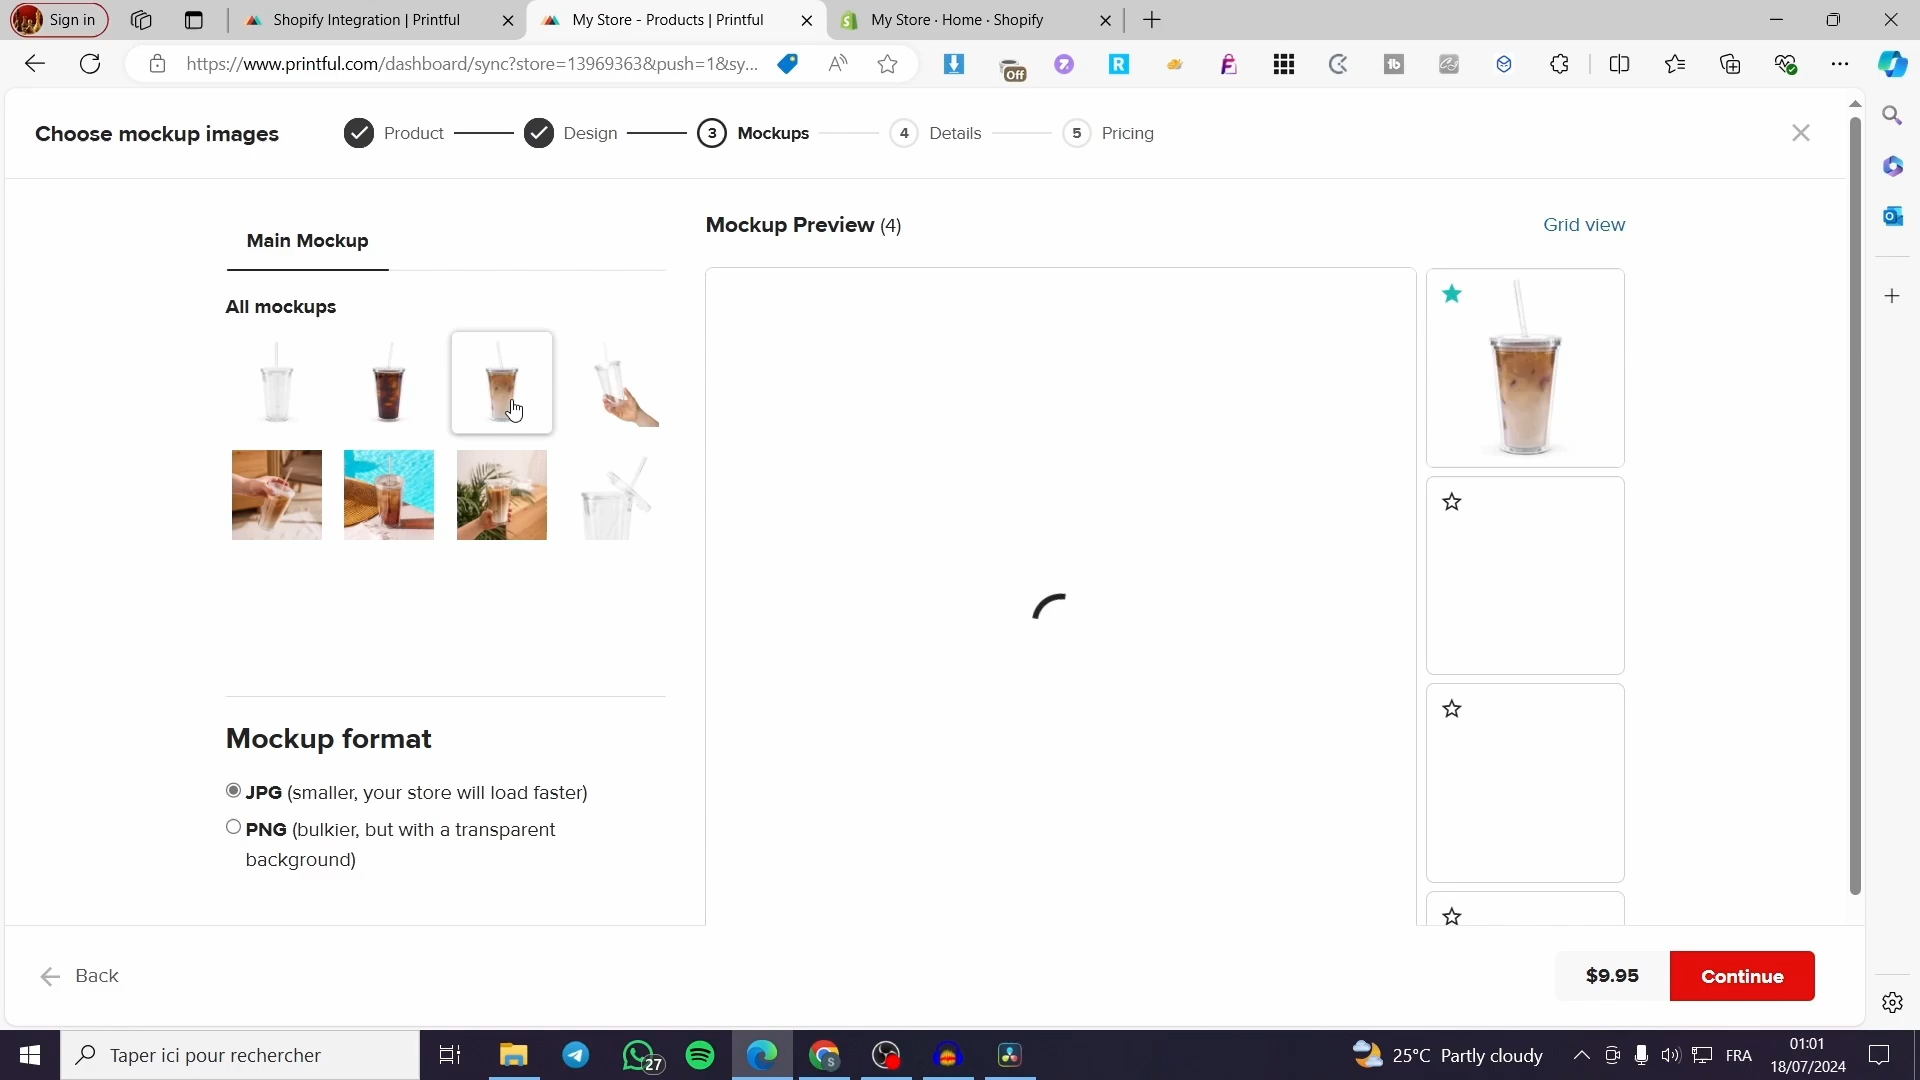 Sign in
Shopify Integration | Printful
My Store - Products | Printful
My Store · Home · Shopify
https://www.printful.com/dashboard/sync?store=13969363&push=1&sy...
Off
Choose mockup images
Product
Design
3 Mockups
4 Details
5 Pricing
Main Mockup
All mockups
Mockup Preview (4)
Grid view
Mockup format
JPG (smaller, your store will load faster)
PNG (bulkier, but with a transparent
background)
Back
$9.95
Continue
Taper ici pour rechercher
27
25°C Partly cloudy
FRA
01:01
18/07/2024